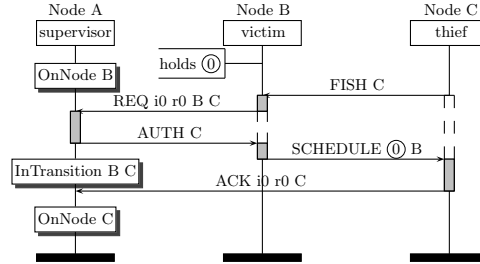 Node A
Node B
Node C
supervisor
victim
thief
holds 0
OnNode B
FISH C
REQ i0 r0 B C
AUTH C
SCHEDULE 0 B
InTransition B C
ACK i0 r0 C
OnNode C